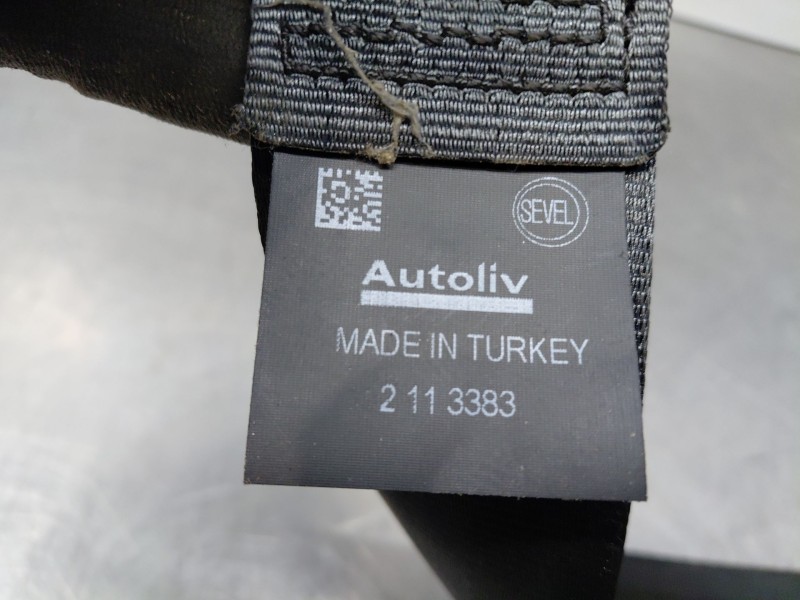 SEVEL
Autoliv
MADE IN TURKEY
2 11 3383